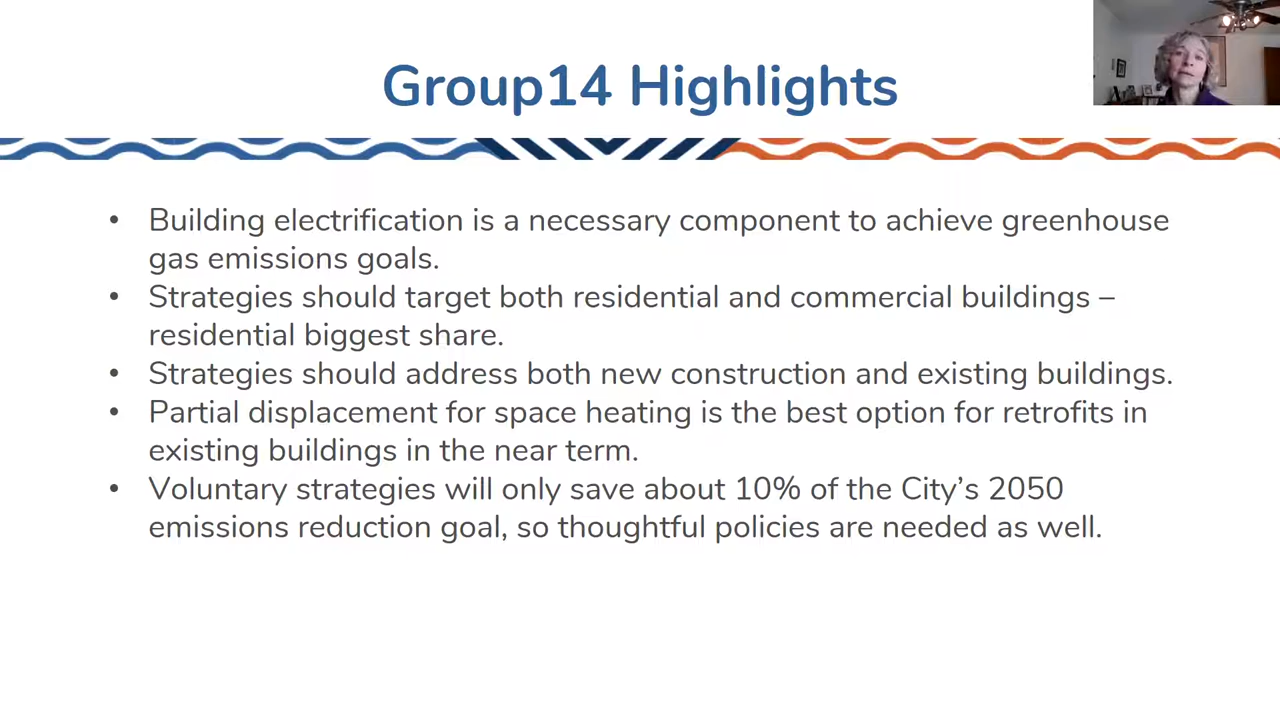 Group14 Highlights
• Building electrification is a necessary component to achieve greenhouse
gas emissions goals.
• Strategies should target both residential and commercial buildings –
residential biggest share.
• Strategies should address both new construction and existing buildings.
• Partial displacement for space heating is the best option for retrofits in
existing buildings in the near term.
• Voluntary strategies will only save about 10% of the City’s 2050
emissions reduction goal, so thoughtful policies are needed as well.